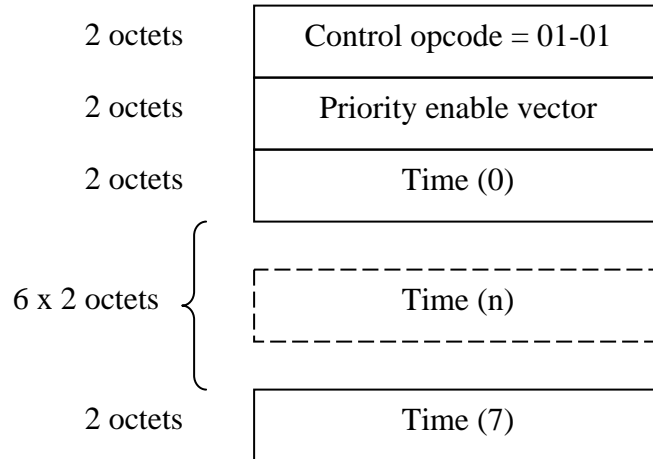 2 octets Control opcode = 01-01
2 octets Priority enable vector
2 octets Time (0)
6 x 2 octets Time (n)
2 octets Time (7)